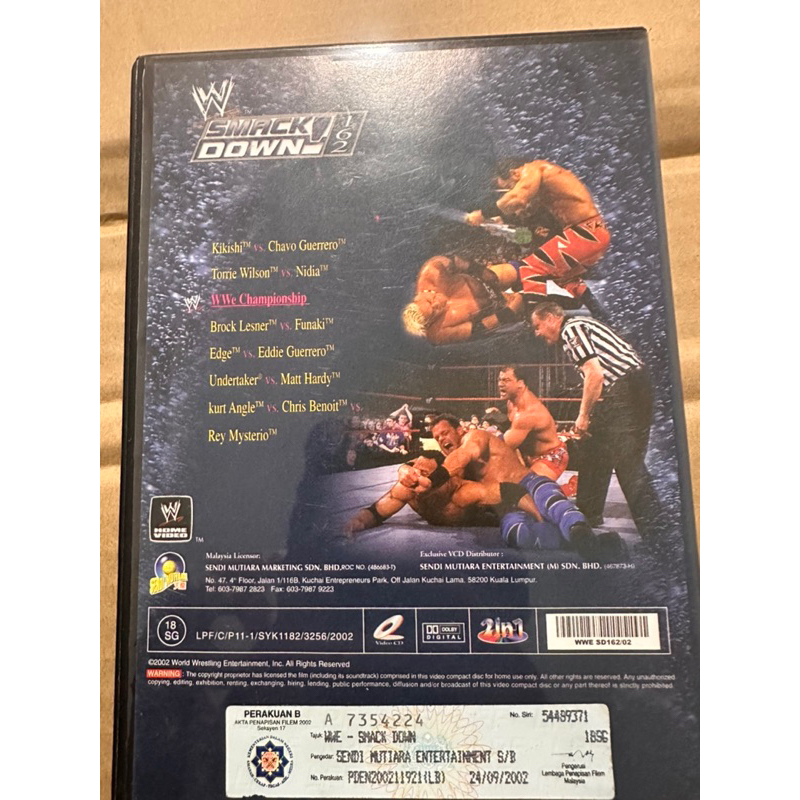 W
SMACK
DOWN! 162
Kikishi™ vs. Chavo Guerrero™
Torrie Wilson™ vs. Nidia™
WWe Championship
Brock Lesner™ vs. Funaki™
Edge™ vs. Eddie Guerrero™
Undertaker® vs. Matt Hardy™
kurt Angle™ vs. Chris Benoit™ vs.
Rey Mysterio™
W
HOME
VIDEO ™
Malaysia Licensor:
SENDI MUTIARA MARKETING SDN. BHD.ROC NO. (486683-T)
Exclusive VCD Distributor :
SENDI MUTIARA ENTERTAINMENT (M) SDN. BHD. (467873-H)
No. 47. 4th Floor, Jalan 1/116B. Kuchai Entrepreneurs Park, Off Jalan Kuchai Lama. 58200 Kuala Lumpur.
Tel: 603-7987 2823 Fax: 603-7987 9223
18
SG
LPF/C/P11-1/SYK1182/3256/2002
Video CD
DOLBY
DIGITAL
2in1
WWE SD162/02
©2002 World Wrestling Entertainment, Inc. All Rights Reserved
WARNING: The copyright proprietor has licensed the film (including its soundtrack) comprised in this video compact disc for home use only. All other rights are reserved. Any unauthorized
copying, editing, exhibition, renting, exchanging, hiring, lending, public performance, diffusion and/or broadcast of this video compact disc or any part thereof is strictly prohibited.
PERAKUAN B
AKTA PENAPISAN FILEM 2002
Seksyen 17
A 7354224
No. Siri: 54489371
Tajuk: WWE - SMACK DOWN
18SG
Pengedar: SENDI MUTIARA ENTERTAINMENT S/B
No. Perakuan: PDEN200211921(LB) 24/09/2002
Pengerusi
Lembaga Penapisan Filem
Malaysia